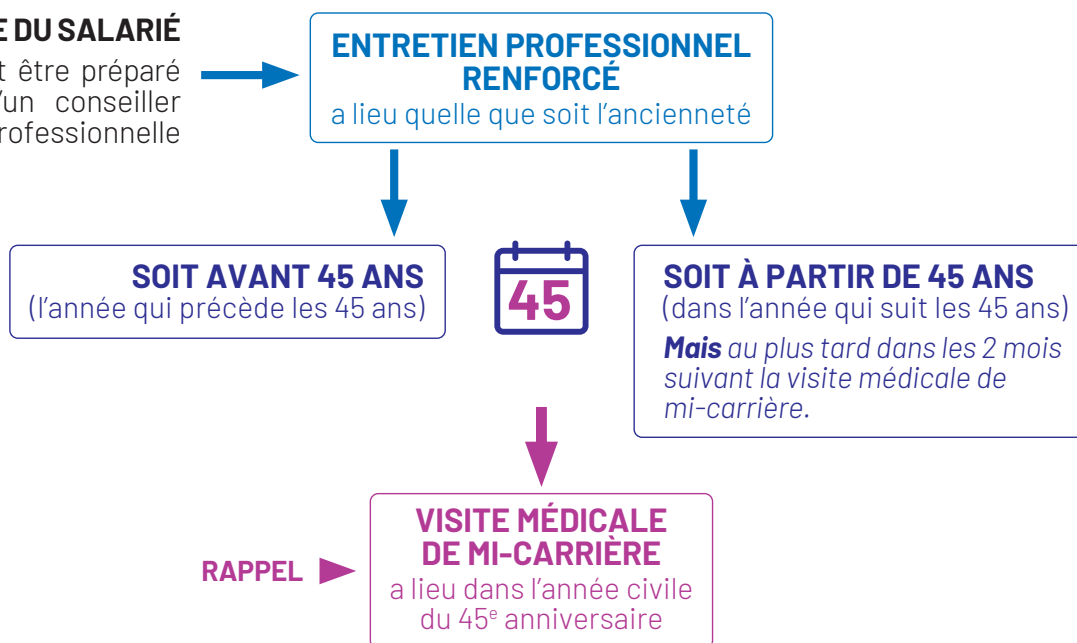 E DU SALARIÉ
t être préparé
'un conseiller
rofessionnelle
ENTRETIEN PROFESSIONNEL
RENFORCÉ
a lieu quelle que soit l'ancienneté
SOIT AVANT 45 ANS
(l'année qui précède les 45 ans)
45
SOIT À PARTIR DE 45 ANS
(dans l'année qui suit les 45 ans)
Mais au plus tard dans les 2 mois
suivant la visite médicale de
mi-carrière.
RAPPEL
VISITE MÉDICALE
DE MI-CARRIÈRE
a lieu dans l'année civile
du 45e anniversaire